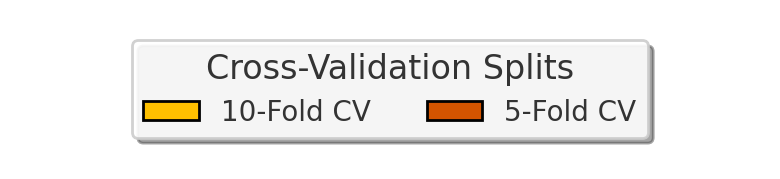 Cross-Validation Splits
10-Fold CV 5-Fold CV